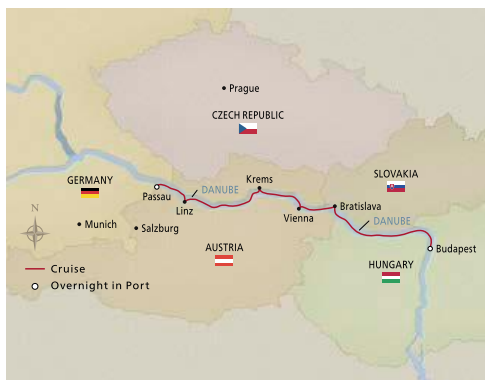 Prague
CZECH REPUBLIC
GERMANY
SLOVAKIA
Krems
DANUBE
Passau
Linz
Bratislava
Vienna
DANUBE
N
Munich
Salzburg
AUSTRIA
Budapest
HUNGARY
Cruise
Overnight in Port